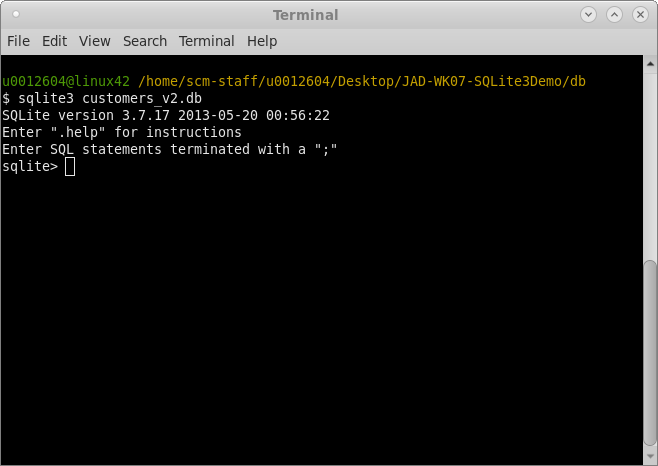 Terminal
File Edit View Search Terminal Help
u0012604@linux42 /home/scm-staff/u0012604/Desktop/JAD-WK07-SQLite3Demo/db
$ sqlite3 customers_v2.db
SQLite version 3.7.17 2013-05-20 00:56:22
Enter ".help" for instructions
Enter SQL statements terminated with a ";"
sqlite>